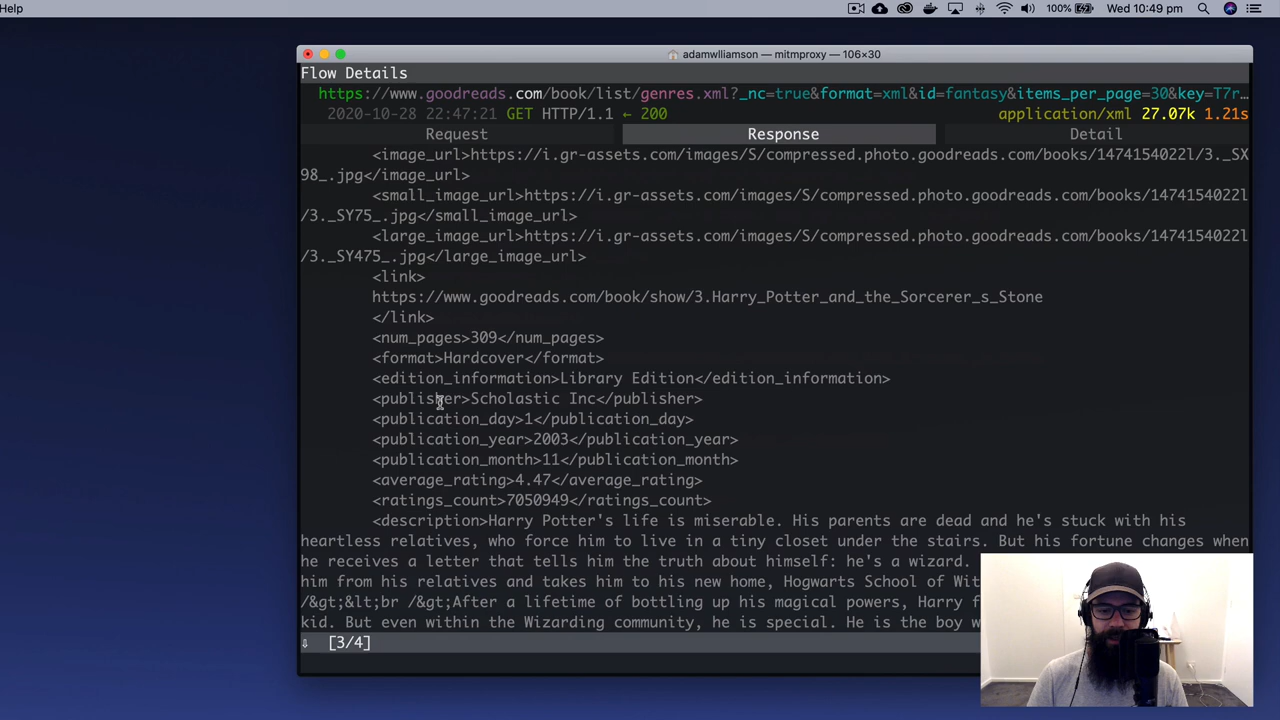 Help
100%
Wed 10:49 pm
adamwlliamson — mitmproxy — 106×30
Flow Details
https://www.goodreads.com/book/list/genres.xml?_nc=true&format=xml&id=fantasy&items_per_page=30&key=T7r…
2020-10-28 22:47:21 GET HTTP/1.1 ← 200 application/xml 27.07k 1.21s
Request Response Detail
<image_url>https://i.gr-assets.com/images/S/compressed.photo.goodreads.com/books/1474154022l/3._SX
98_.jpg</image_url>
<small_image_url>https://i.gr-assets.com/images/S/compressed.photo.goodreads.com/books/1474154022l
/3._SY75_.jpg</small_image_url>
<large_image_url>https://i.gr-assets.com/images/S/compressed.photo.goodreads.com/books/1474154022l
/3._SY475_.jpg</large_image_url>
<link>
https://www.goodreads.com/book/show/3.Harry_Potter_and_the_Sorcerer_s_Stone
</link>
<num_pages>309</num_pages>
<format>Hardcover</format>
<edition_information>Library Edition</edition_information>
<publisher>Scholastic Inc</publisher>
<publication_day>1</publication_day>
<publication_year>2003</publication_year>
<publication_month>11</publication_month>
<average_rating>4.47</average_rating>
<ratings_count>7050949</ratings_count>
<description>Harry Potter's life is miserable. His parents are dead and he's stuck with his
heartless relatives, who force him to live in a tiny closet under the stairs. But his fortune changes when
he receives a letter that tells him the truth about himself: he's a wizard.
him from his relatives and takes him to his new home, Hogwarts School of Wit
/&gt;&lt;br /&gt;After a lifetime of bottling up his magical powers, Harry f
kid. But even within the Wizarding community, he is special. He is the boy w
⇩ [3/4]